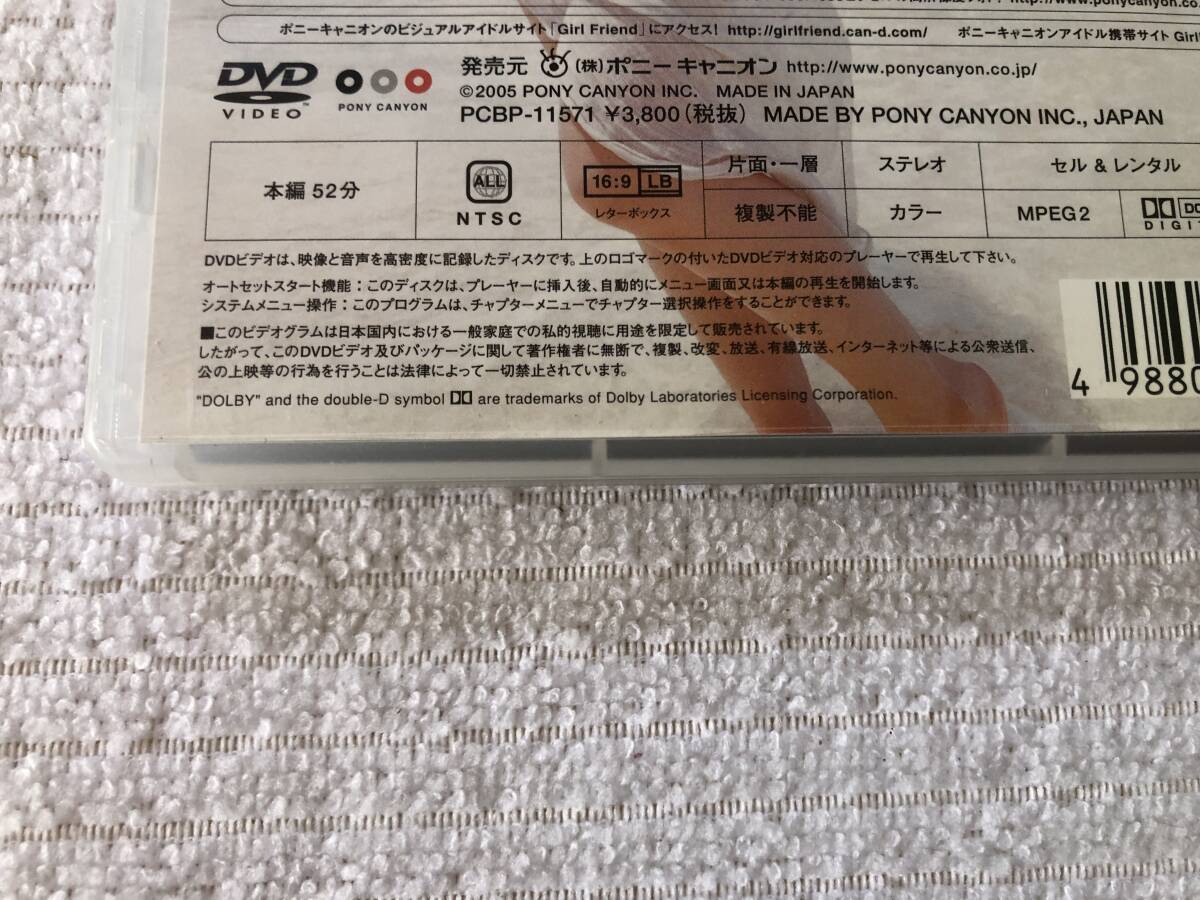 http://www.ponycanyon.co.
ポニーキャニオンのビジュアルアイドルサイト「Girl Friend」にアクセス! http://girlfriend.can-d.com/ ポニーキャニオンアイドル携帯サイト Girl
DVD VIDEO™ PONY CANYON
発売元 (株)ポニーキャニオン http://www.ponycanyon.co.jp/
©2005 PONY CANYON INC. MADE IN JAPAN
PCBP-11571 ¥3,800(税抜) MADE BY PONY CANYON INC., JAPAN
本編 52分
ALL NTSC
16:9 LB レターボックス
片面・一層 ステレオ セル & レンタル
複製不能 カラー MPEG2 DIGIT
DVDビデオは、映像と音声を高密度に記録したディスクです。上のロゴマークの付いたDVDビデオ対応のプレーヤーで再生して下さい。
オートセットスタート機能：このディスクは、プレーヤーに挿入後、自動的にメニュー画面又は本編の再生を開始します。
システムメニュー操作：このプログラムは、チャプターメニューでチャプター選択操作をすることができます。
■このビデオグラムは日本国内における一般家庭での私的視聴に用途を限定して販売されています。
したがって、このDVDビデオ及びパッケージに関して著作権者に無断で、複製、改変、放送、有線放送、インターネット等による公衆送信、
公の上映等の行為を行うことは法律によって一切禁止されています。
"DOLBY" and the double-D symbol are trademarks of Dolby Laboratories Licensing Corporation.
4 9880